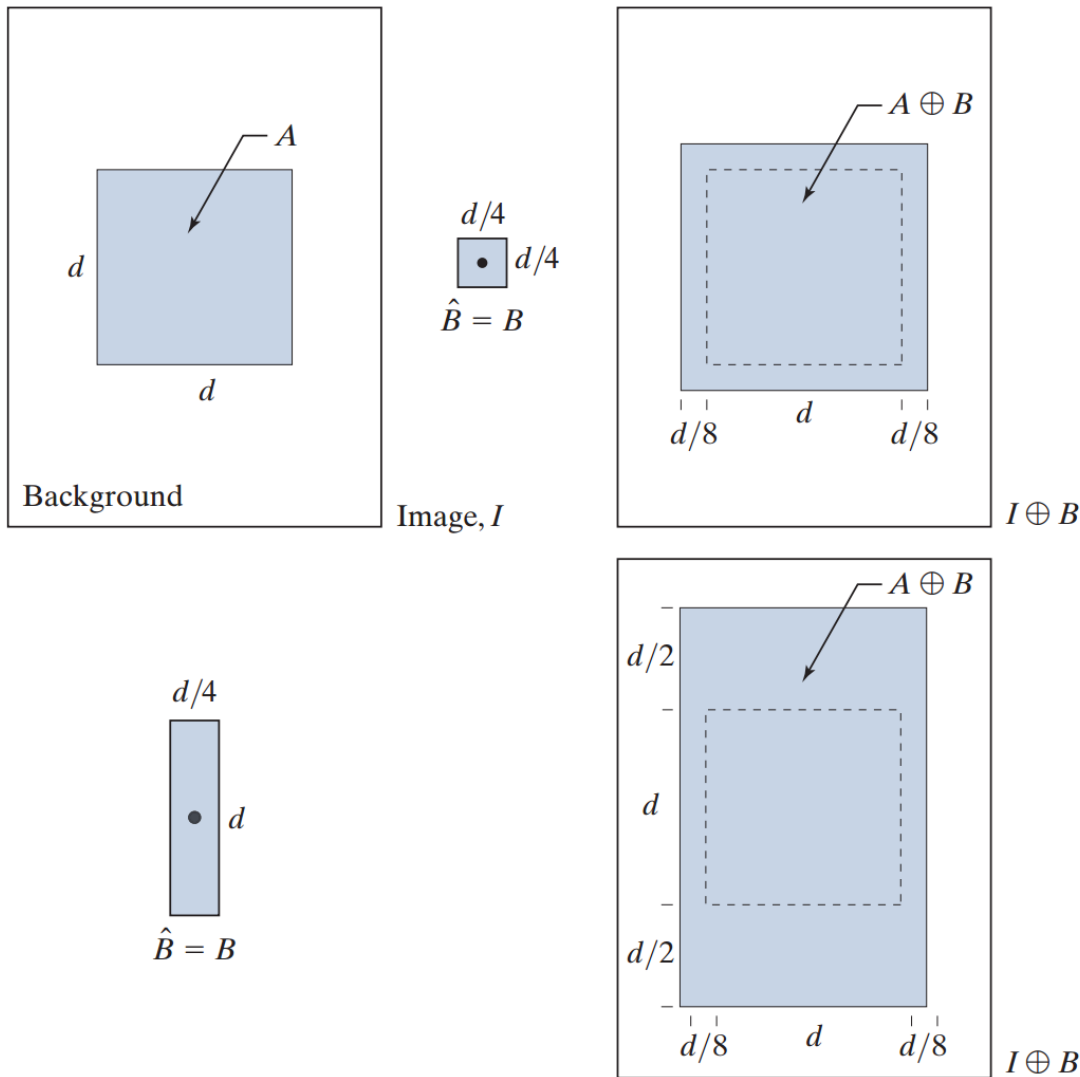 A
d
d
Background
Image, I
d/4
d/4
B̂ = B
A ⊕ B
d
d/8
d/8
I ⊕ B
d/4
d
B̂ = B
A ⊕ B
d/2
d
d/2
d/8
d
d/8
I ⊕ B